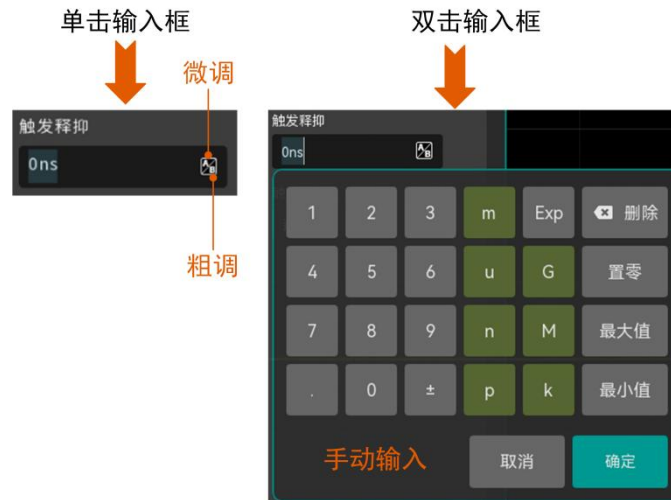 单击输入框
双击输入框
微调
触发释抑
0ns
A/B
粗调
触发释抑
0ns
A/B
1 2 3 m Exp 删除
4 5 6 u G 置零
7 8 9 n M 最大值
. 0 ± p k 最小值
手动输入 取消 确定